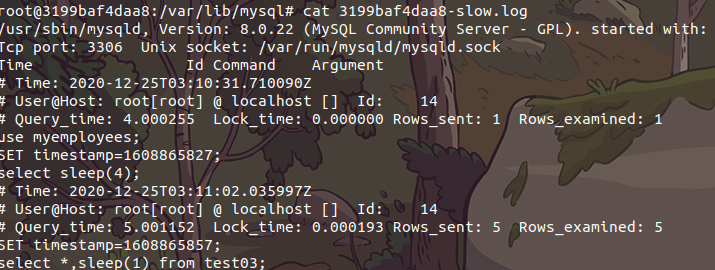 root@3199baf4daa8:/var/lib/mysql# cat 3199baf4daa8-slow.log
/usr/sbin/mysqld, Version: 8.0.22 (MySQL Community Server - GPL). started with:
Tcp port: 3306  Unix socket: /var/run/mysqld/mysqld.sock
Time                 Id Command    Argument
# Time: 2020-12-25T03:10:31.710090Z
# User@Host: root[root] @ localhost []  Id:    14
# Query_time: 4.000255  Lock_time: 0.000000 Rows_sent: 1  Rows_examined: 1
use myemployees;
SET timestamp=1608865827;
select sleep(4);
# Time: 2020-12-25T03:11:02.035997Z
# User@Host: root[root] @ localhost []  Id:    14
# Query_time: 5.001152  Lock_time: 0.000193 Rows_sent: 5  Rows_examined: 5
SET timestamp=1608865857;
select *,sleep(1) from test03;